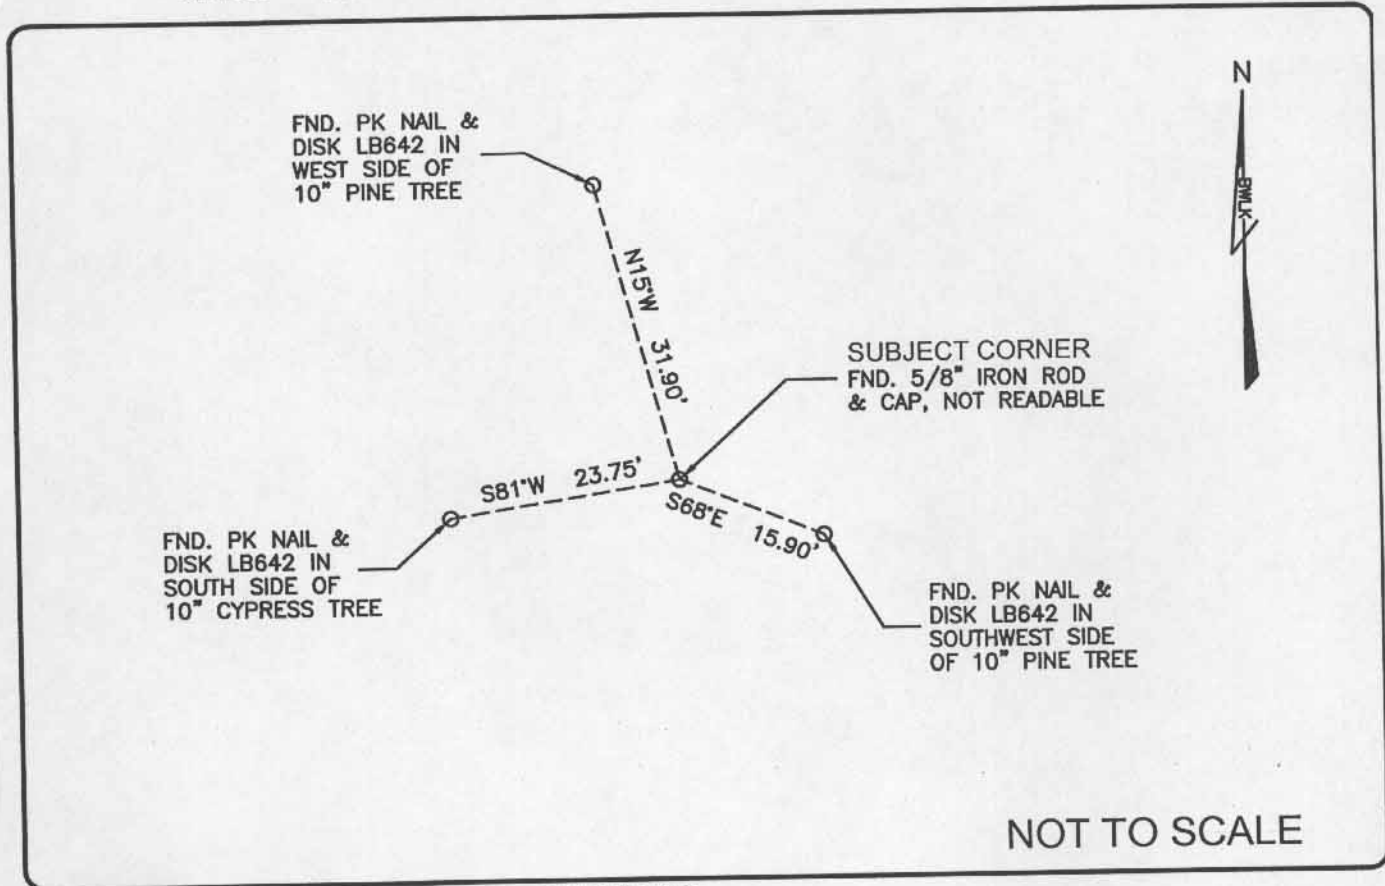 N
BWLK
FND. PK NAIL &
DISK LB642 IN
WEST SIDE OF
10" PINE TREE
N15°W 31.90'
SUBJECT CORNER
FND. 5/8" IRON ROD
& CAP, NOT READABLE
S81°W 23.75'
S68°E 15.90'
FND. PK NAIL &
DISK LB642 IN
SOUTH SIDE OF
10" CYPRESS TREE
FND. PK NAIL &
DISK LB642 IN
SOUTHWEST SIDE
OF 10" PINE TREE
NOT TO SCALE